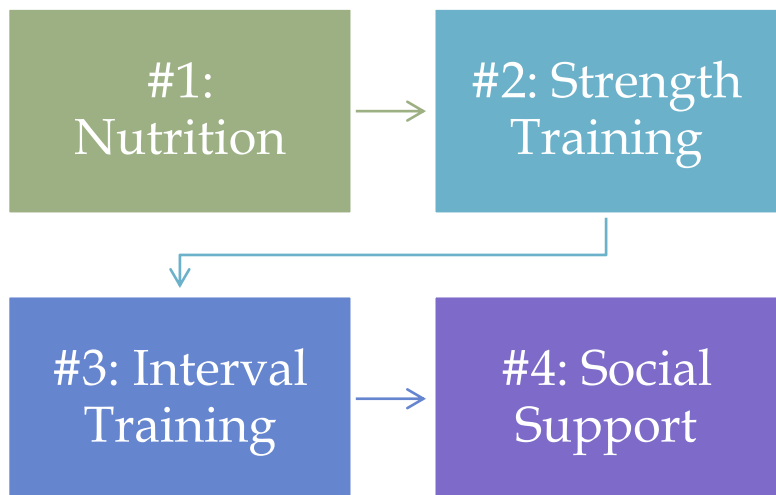 #1:
Nutrition
#2: Strength
Training
#3: Interval
Training
#4: Social
Support